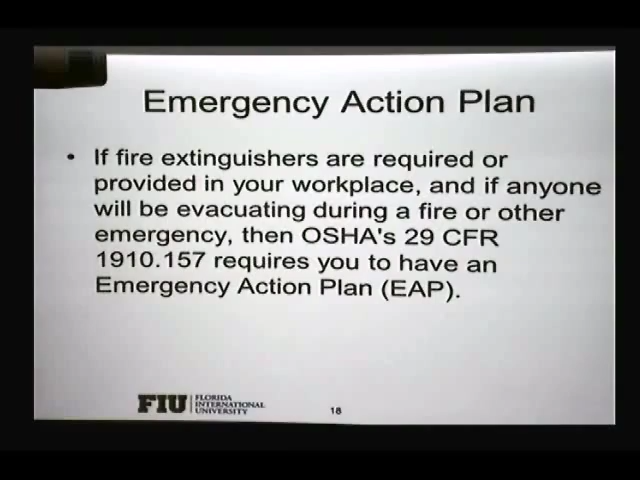 Emergency Action Plan
• If fire extinguishers are required or
provided in your workplace, and if anyone
will be evacuating during a fire or other
emergency, then OSHA's 29 CFR
1910.157 requires you to have an
Emergency Action Plan (EAP).
FIU FLORIDA
INTERNATIONAL
UNIVERSITY
18